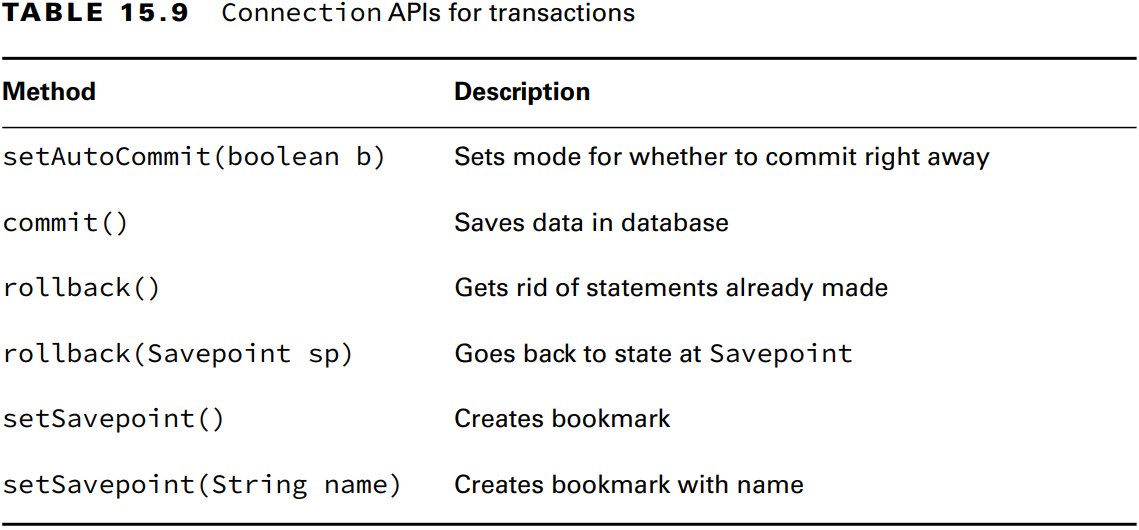 TABLE 15.9 Connection APIs for transactions
Method Description
setAutoCommit(boolean b) Sets mode for whether to commit right away
commit() Saves data in database
rollback() Gets rid of statements already made
rollback(Savepoint sp) Goes back to state at Savepoint
setSavepoint() Creates bookmark
setSavepoint(String name) Creates bookmark with name